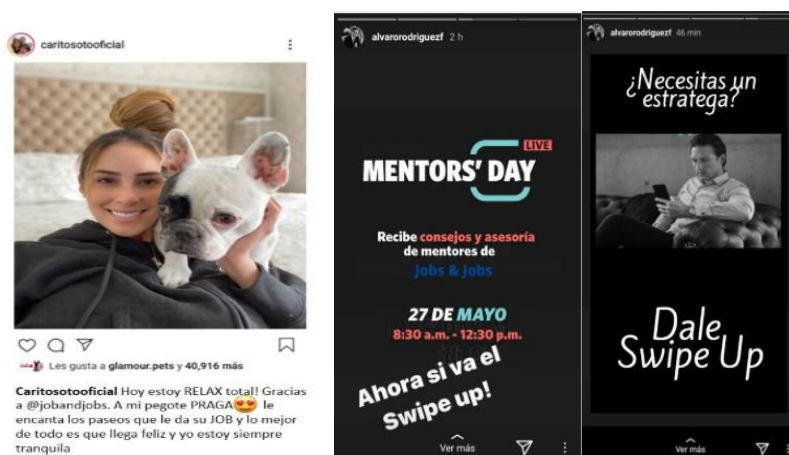 caritosotooficial
Les gusta a glamour.pets y 40,916 más
Caritosotooficial Hoy estoy RELAX total! Gracias
a @jobandjobs. A mi pegote PRAGA😍 le
encanta los paseos que le da su JOB y lo mejor
de todo es que llega feliz y yo estoy siempre
tranquila
alvarorodriguezf 2 h
LIVE
MENTORS' DAY
Recibe consejos y asesoría
de mentores de
Jobs & Jobs
27 DE MAYO
8:30 a.m. - 12:30 p.m.
Ahora si va el
Swipe up!
Ver más
alvarorodriguezf 46 min
¿Necesitas un
estratega?
Dale
Swipe Up
Ver más